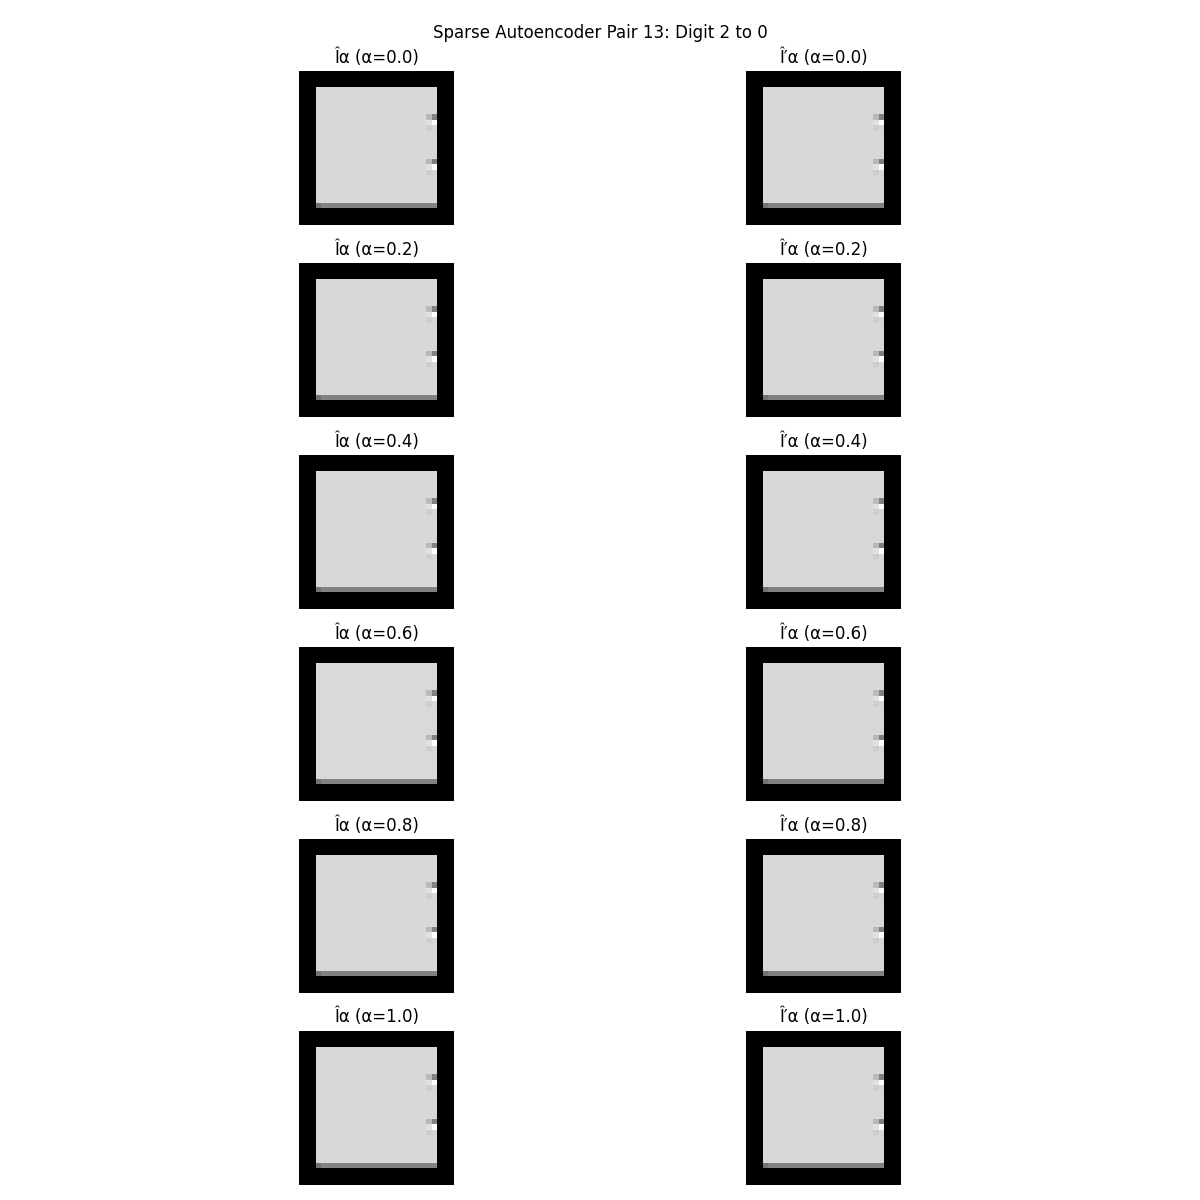 Sparse Autoencoder Pair 13: Digit 2 to 0
Îα (α=0.0)
Î′α (α=0.0)
Îα (α=0.2)
Î′α (α=0.2)
Îα (α=0.4)
Î′α (α=0.4)
Îα (α=0.6)
Î′α (α=0.6)
Îα (α=0.8)
Î′α (α=0.8)
Îα (α=1.0)
Î′α (α=1.0)